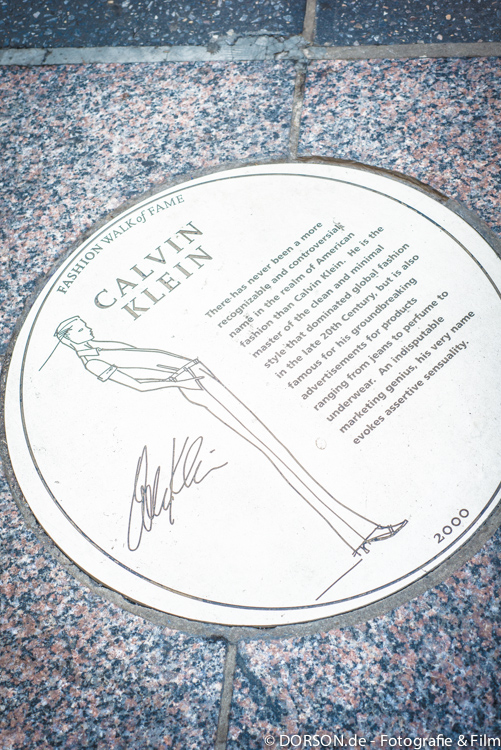 FASHION WALK of FAME
CALVIN
KLEIN
There has never been a more
recognizable and controversial
name in the realm of American
fashion than Calvin Klein. He is the
master of the clean and minimal
style that dominated global fashion
in the late 20th Century, but is also
famous for his groundbreaking
advertisements for products
ranging from jeans to perfume to
underwear. An indisputable
marketing genius, his very name
evokes assertive sensuality.
Calvin Klein
2000
© DORSON.de - Fotografie & Film